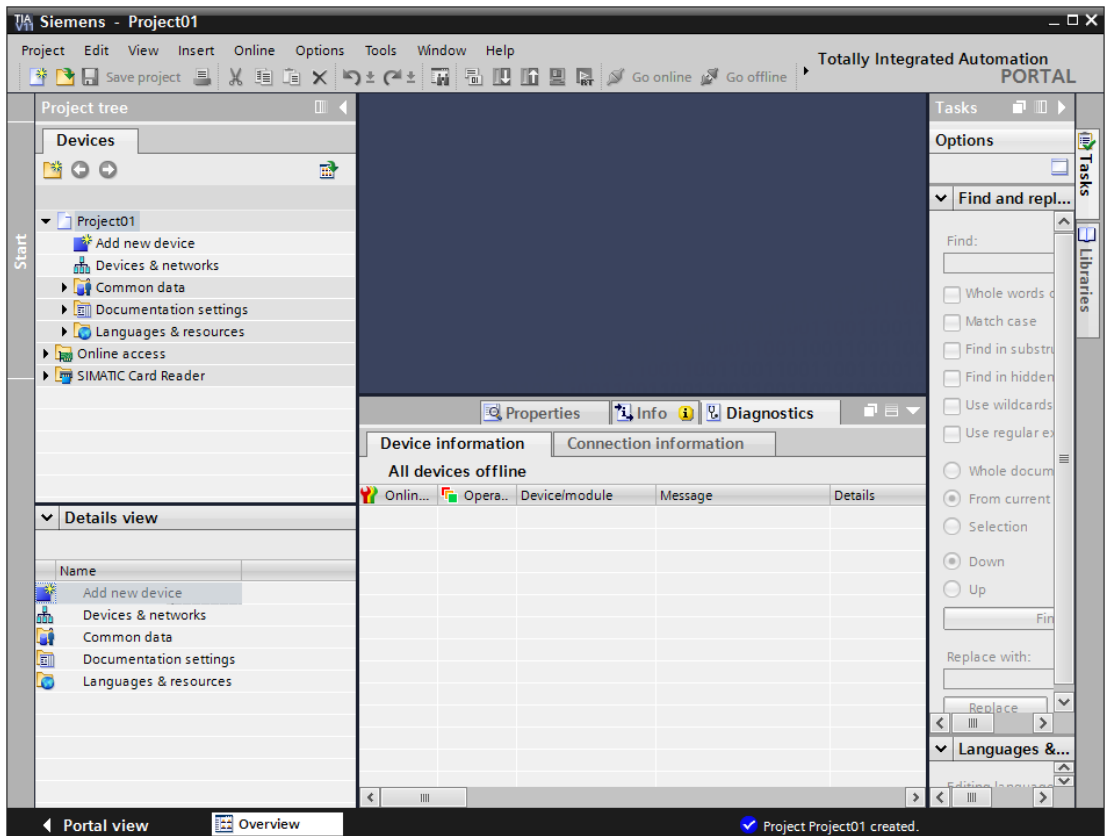 TIA
V11
Siemens - Project01
Project Edit View Insert Online Options Tools Window Help
Save project
Go online
Go offline
Totally Integrated Automation
PORTAL
Start
Project tree
Devices
Project01
Add new device
Devices & networks
Common data
Documentation settings
Languages & resources
Online access
SIMATIC Card Reader
Details view
Name
Add new device
Devices & networks
Common data
Documentation settings
Languages & resources
Properties
Info
Diagnostics
Device information
Connection information
All devices offline
Onlin... Opera.. Device/module Message Details
Tasks
Options
Find and repl...
Find:
Whole words
Match case
Find in substru
Find in hidden
Use wildcards
Use regular ex
Whole docum
From current
Selection
Down
Up
Fin
Replace with:
Replace
Languages &...
Editing language
Tasks
Libraries
Portal view
Overview
Project Project01 created.